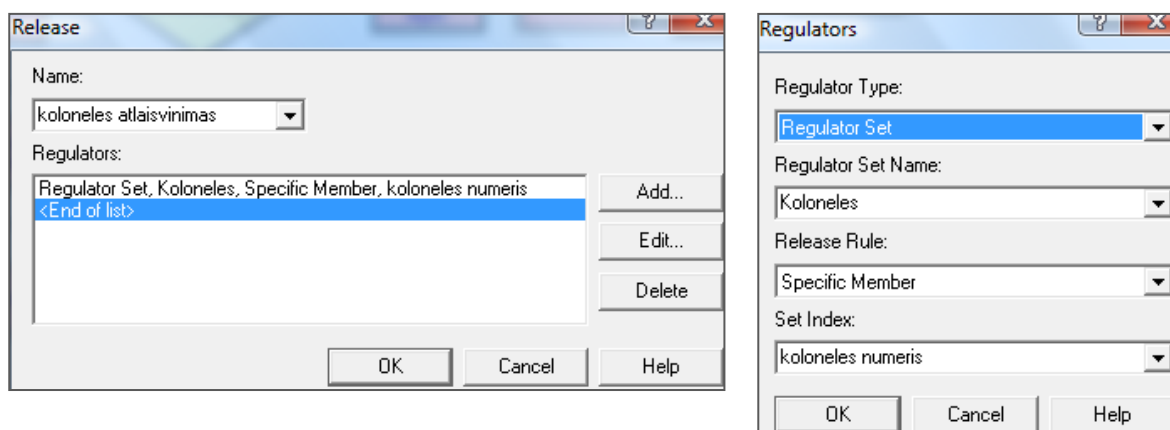 Release
Name:
koloneles atlaisvinimas
Regulators:
Regulator Set, Koloneles, Specific Member, koloneles numeris
<End of list>
Add...
Edit...
Delete
OK Cancel Help
Regulators
Regulator Type:
Regulator Set
Regulator Set Name:
Koloneles
Release Rule:
Specific Member
Set Index:
koloneles numeris
OK Cancel Help